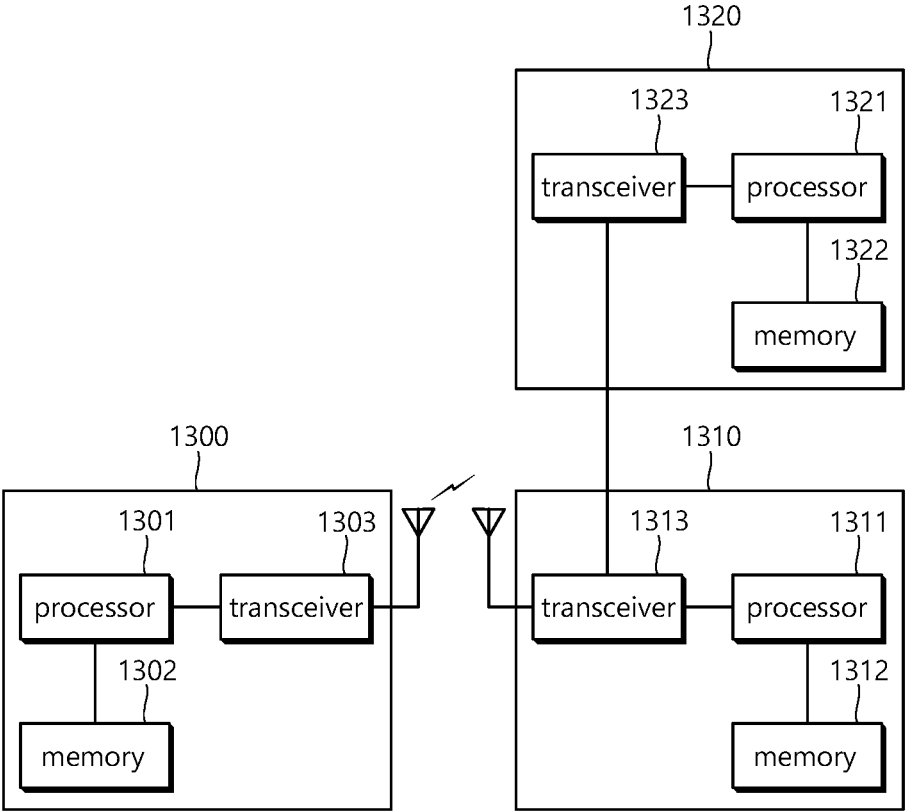 1320
1323 1321
transceiver processor
1322
memory
1300 1310
1301 1303 1313 1311
processor transceiver transceiver processor
1302 1312
memory memory